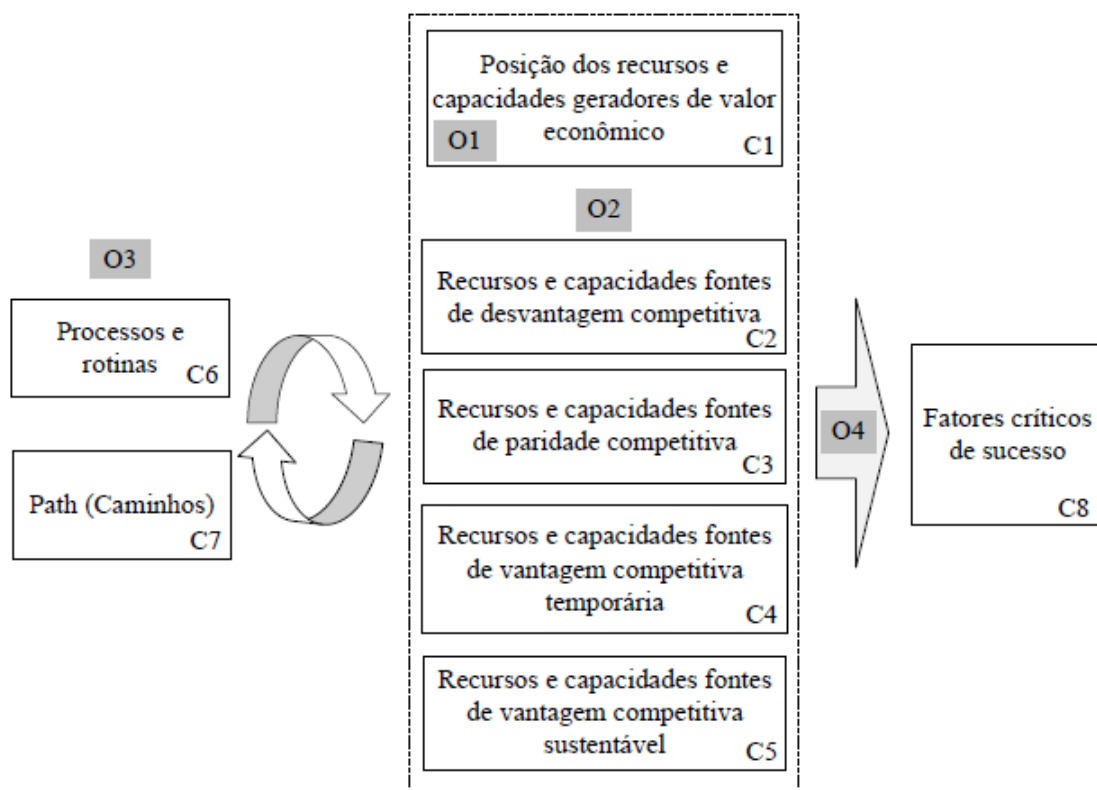 Posição dos recursos e
capacidades geradores de valor
econômico
O1
C1
O2
O3
Processos e
rotinas
C6
Path (Caminhos)
C7
Recursos e capacidades fontes
de desvantagem competitiva
C2
Recursos e capacidades fontes
de paridade competitiva
C3
Recursos e capacidades fontes
de vantagem competitiva
temporária
C4
Recursos e capacidades fontes
de vantagem competitiva
sustentável
C5
O4
Fatores críticos
de sucesso
C8